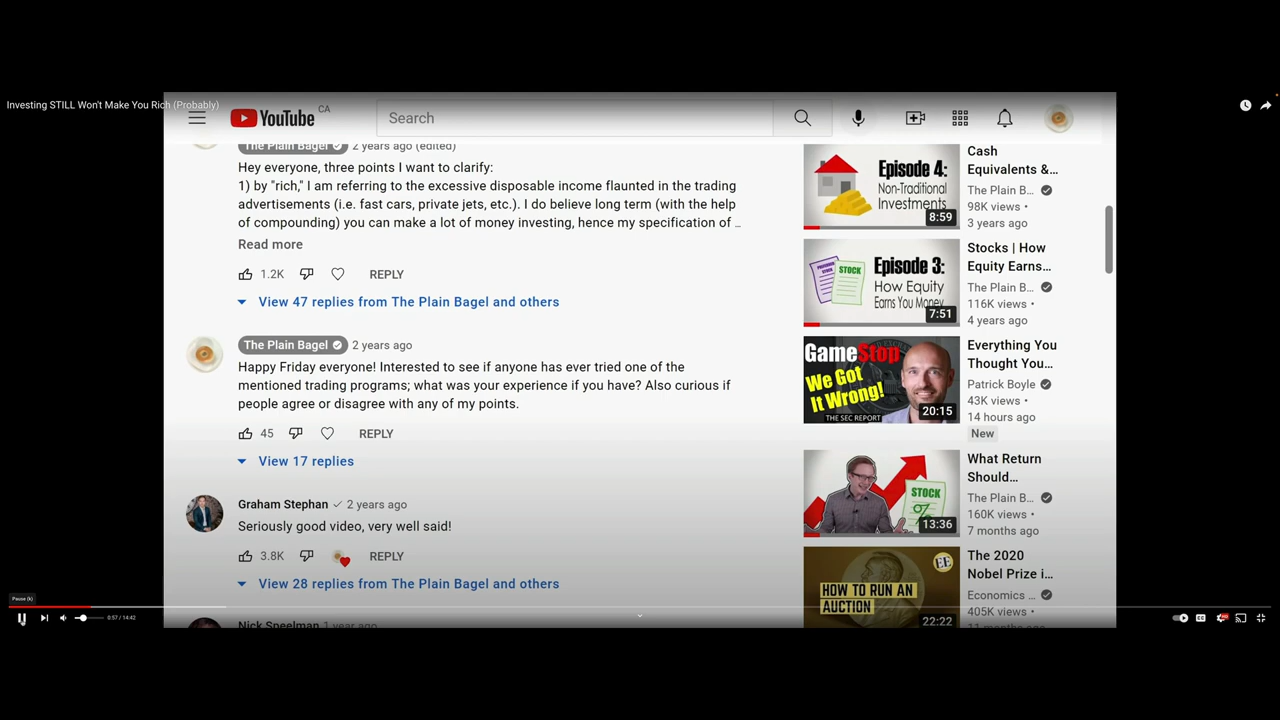 Investing STILL Won't Make You Rich (Probably)
YouTube CA
Search
The Plain Bagel 2 years ago (edited)
Hey everyone, three points I want to clarify:
1) by "rich," I am referring to the excessive disposable income flaunted in the trading
advertisements (i.e. fast cars, private jets, etc.). I do believe long term (with the help
of compounding) you can make a lot of money investing, hence my specification of ...
Read more
1.2K REPLY
View 47 replies from The Plain Bagel and others
The Plain Bagel 2 years ago
Happy Friday everyone! Interested to see if anyone has ever tried one of the
mentioned trading programs; what was your experience if you have? Also curious if
people agree or disagree with any of my points.
45 REPLY
View 17 replies
Graham Stephan 2 years ago
Seriously good video, very well said!
3.8K REPLY
View 28 replies from The Plain Bagel and others
Nick Speelman 1 year ago
Episode 4:
Non-Traditional
Investments
8:59
Cash
Equivalents &...
The Plain B...
98K views •
3 years ago
PREFERRED STOCK
STOCK
Episode 3:
How Equity
Earns You Money
7:51
Stocks | How
Equity Earns...
The Plain B...
116K views •
4 years ago
GameStop
We Got
It Wrong!
THE SEC REPORT
20:15
Everything You
Thought You...
Patrick Boyle
43K views •
14 hours ago
New
STOCK
%
13:36
What Return
Should...
The Plain B...
160K views •
7 months ago
EE
HOW TO RUN AN
AUCTION
22:22
The 2020
Nobel Prize i...
Economics ...
405K views •
11 months ago
Pause (k)
0:57 / 14:42
CC
HD